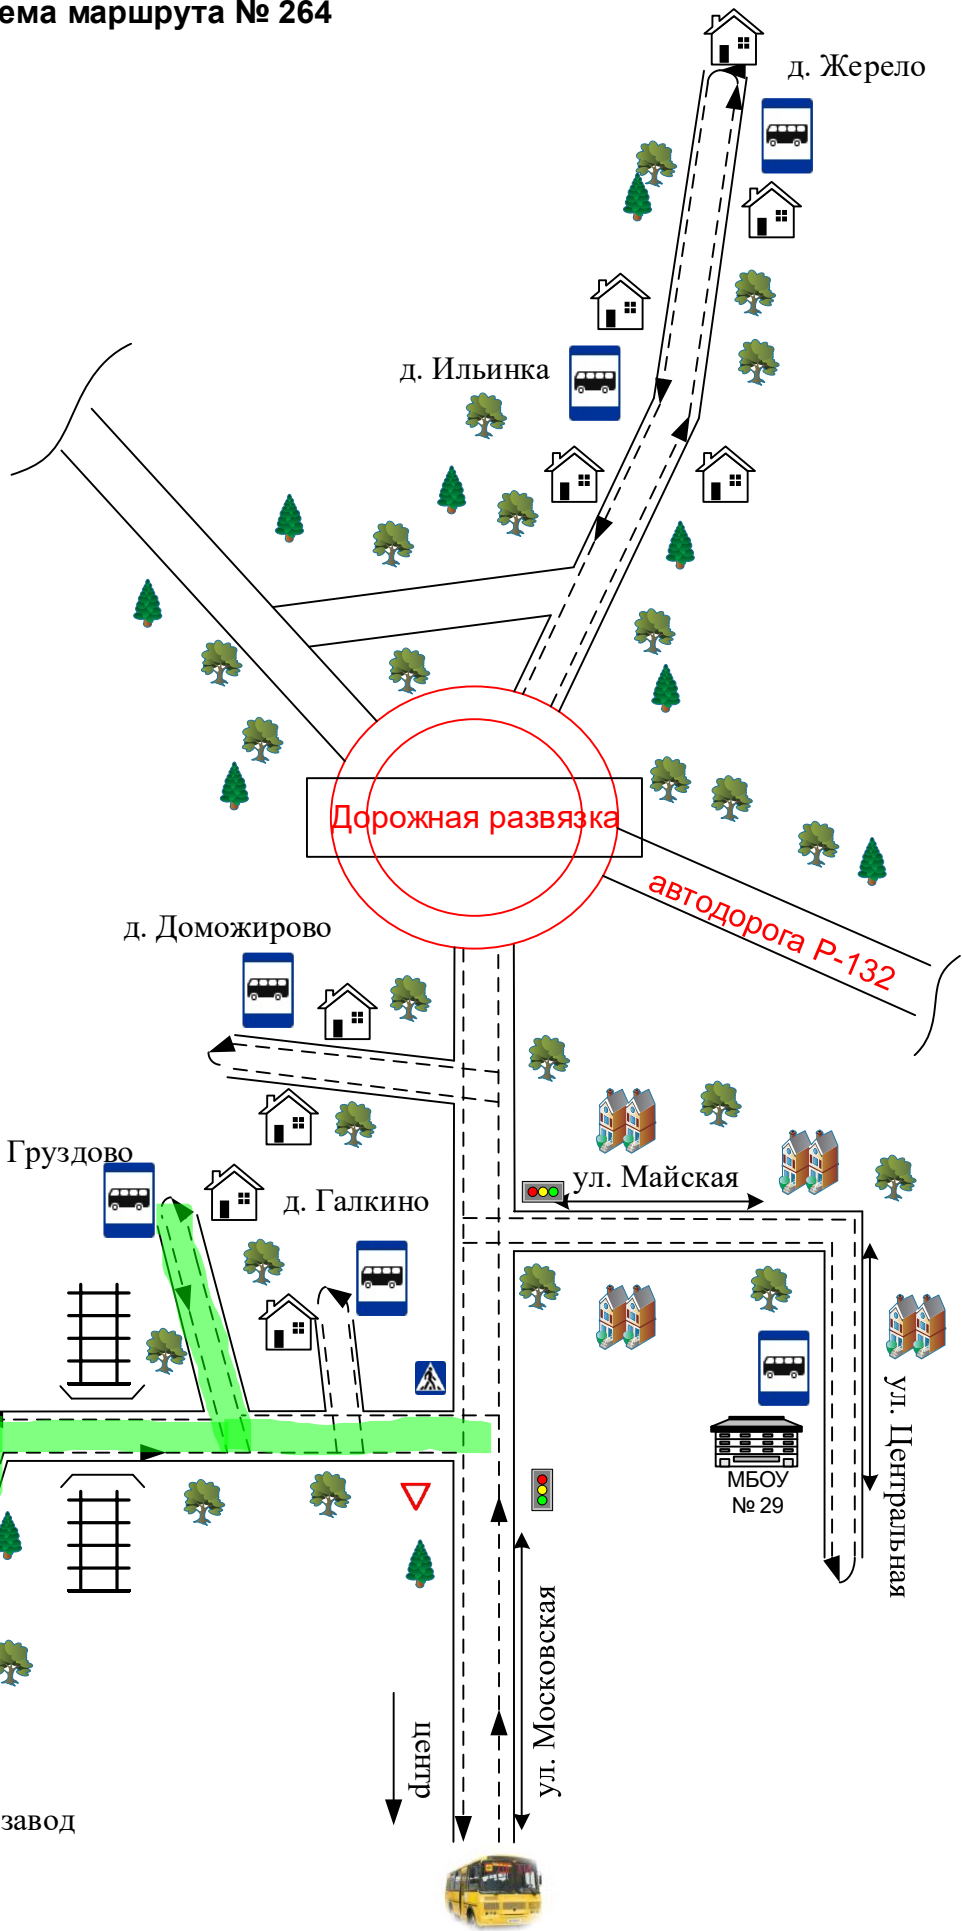 ема маршрута № 264
д. Жерело
д. Ильинка
Дорожная развязка
автодорога Р-132
д. Доможирово
Груздово
д. Галкино
ул. Майская
ул. Центральная
МБОУ
№ 29
ул. Московская
центр
завод